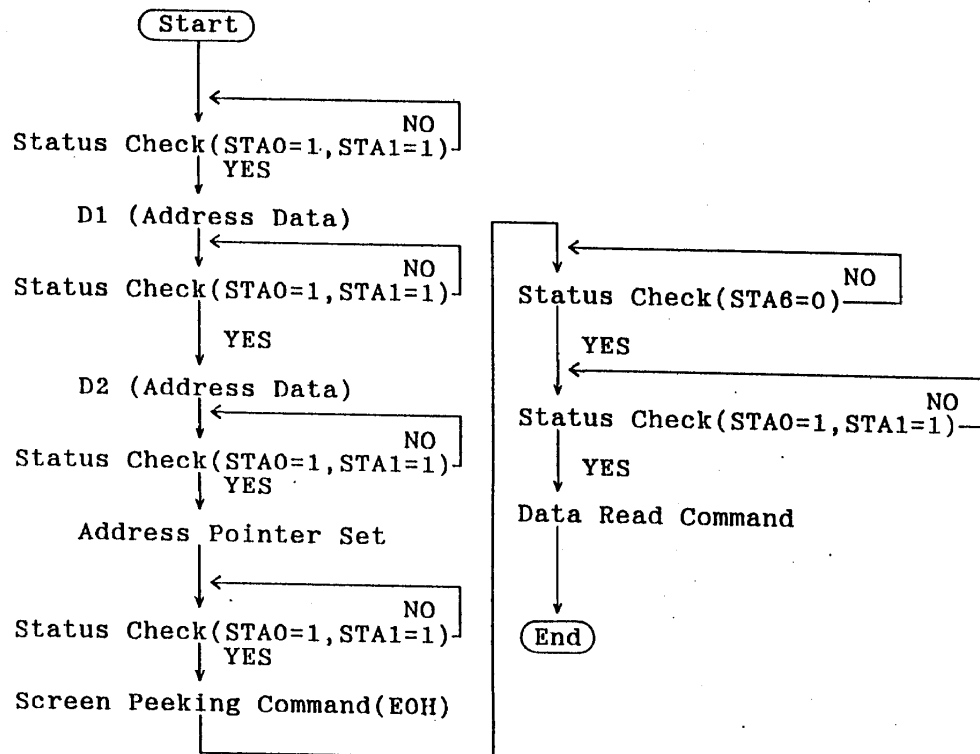 Start
NO
Status Check(STA0=1,STA1=1)
YES
D1 (Address Data)
NO
Status Check(STA0=1,STA1=1)
YES
D2 (Address Data)
NO
Status Check(STA0=1,STA1=1)
YES
Address Pointer Set
NO
Status Check(STA0=1,STA1=1)
YES
Screen Peeking Command(E0H)
NO
Status Check(STA6=0)
YES
NO
Status Check(STA0=1,STA1=1)
YES
Data Read Command
End